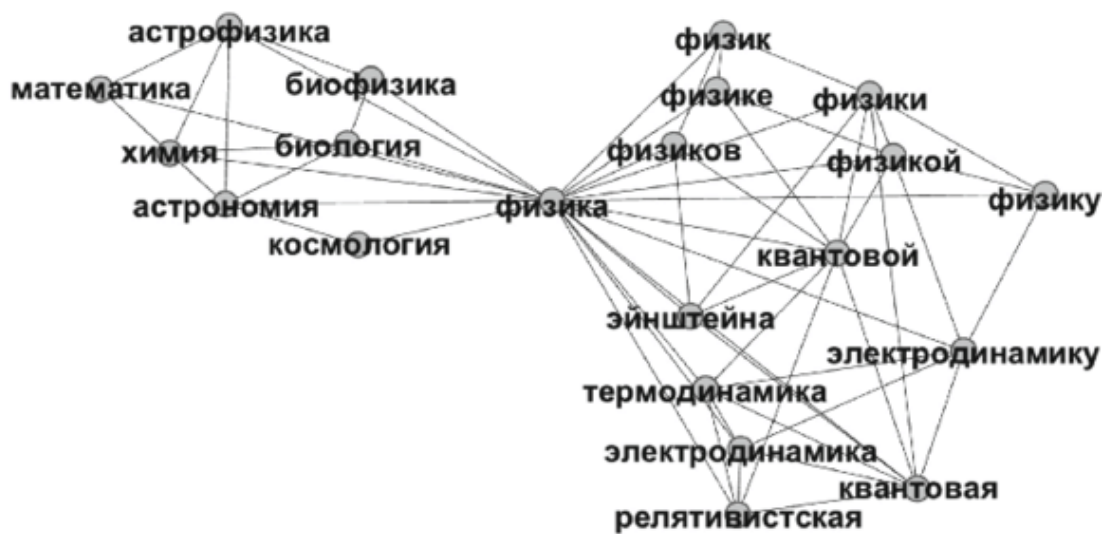 астрофизика
математика
биофизика
химия
биология
астрономия
космология
физика
физик
физике
физики
физиков
физикой
физику
квантовой
эйнштейна
электродинамику
термодинамика
электродинамика
квантовая
релятивистская